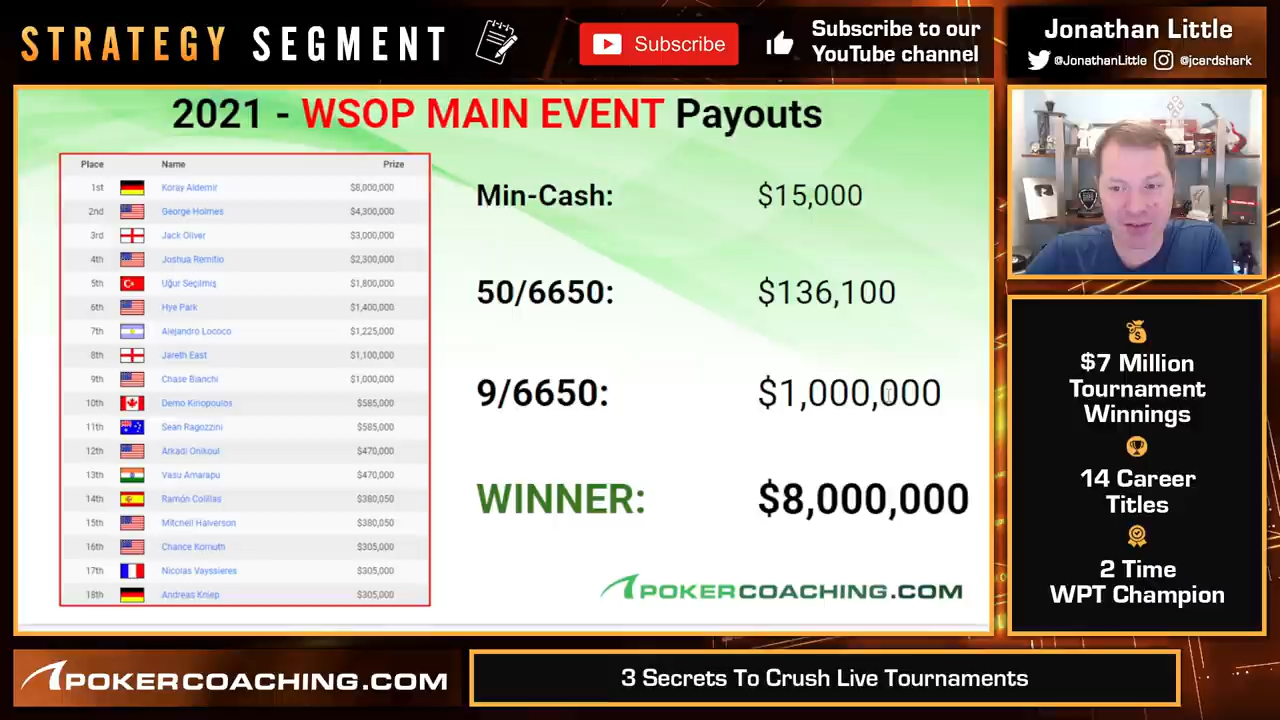 STRATEGY SEGMENT
Subscribe
Subscribe to our
YouTube channel
Jonathan Little
@JonathanLittle @jcardshark
2021 - WSOP MAIN EVENT Payouts
Place Name Prize
1st Koray Aldemir $8,000,000
2nd George Holmes $4,300,000
3rd Jack Oliver $3,000,000
4th Joshua Remitio $2,300,000
5th Uğur Seçilmiş $1,800,000
6th Hye Park $1,400,000
7th Alejandro Lococo $1,225,000
8th Jareth East $1,100,000
9th Chase Bianchi $1,000,000
10th Demo Kiriopoulos $585,000
11th Sean Ragozzini $585,000
12th Arkadi Onikoul $470,000
13th Vasu Amarapu $470,000
14th Ramón Colillas $380,050
15th Mitchell Halverson $380,050
16th Chance Kornuth $305,000
17th Nicolas Vayssieres $305,000
18th Andreas Kniep $305,000
Min-Cash: $15,000
50/6650: $136,100
9/6650: $1,000,000
WINNER: $8,000,000
POKERCOACHING.COM
$7 Million
Tournament
Winnings
14 Career
Titles
2 Time
WPT Champion
POKERCOACHING.COM
3 Secrets To Crush Live Tournaments